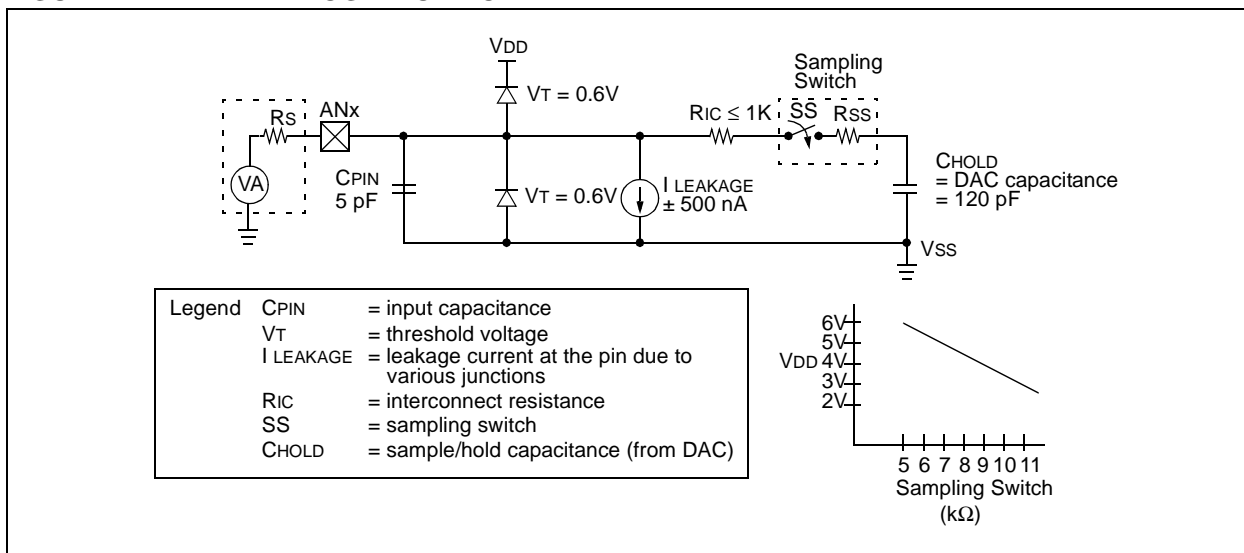 VDD
Sampling
Switch
VT = 0.6V
RS
ANx
RIC ≤ 1K
SS
RSS
VA
CPIN
5 pF
VT = 0.6V
I LEAKAGE
± 500 nA
CHOLD
= DAC capacitance
= 120 pF
VSS
Legend CPIN = input capacitance
VT = threshold voltage
I LEAKAGE = leakage current at the pin due to
various junctions
RIC = interconnect resistance
SS = sampling switch
CHOLD = sample/hold capacitance (from DAC)
6V
5V
VDD 4V
3V
2V
5 6 7 8 9 10 11
Sampling Switch
(kΩ)